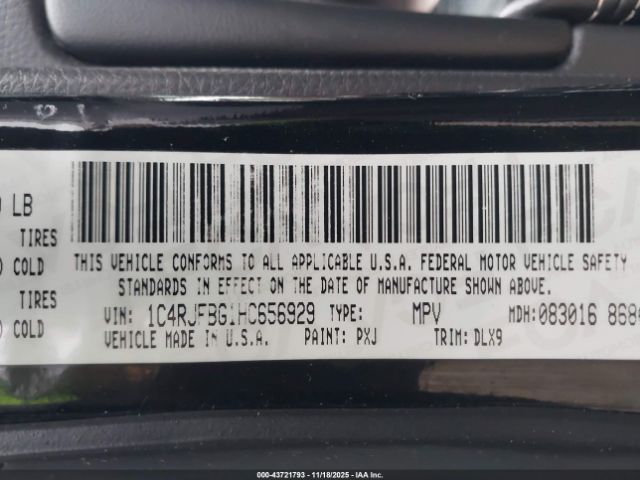 LB
TIRES
COLD
TIRES
COLD
THIS VEHICLE CONFORMS TO ALL APPLICABLE U.S.A. FEDERAL MOTOR VEHICLE SAFETY
STANDARDS IN EFFECT ON THE DATE OF MANUFACTURE SHOWN ABOVE.
VIN: 1C4RJFBG1HC656929 TYPE: MPV MDH:083016 868
VEHICLE MADE IN U.S.A. PAINT: PXJ TRIM: DLX9
000-43721793 - 11/18/2025 - IAA Inc.